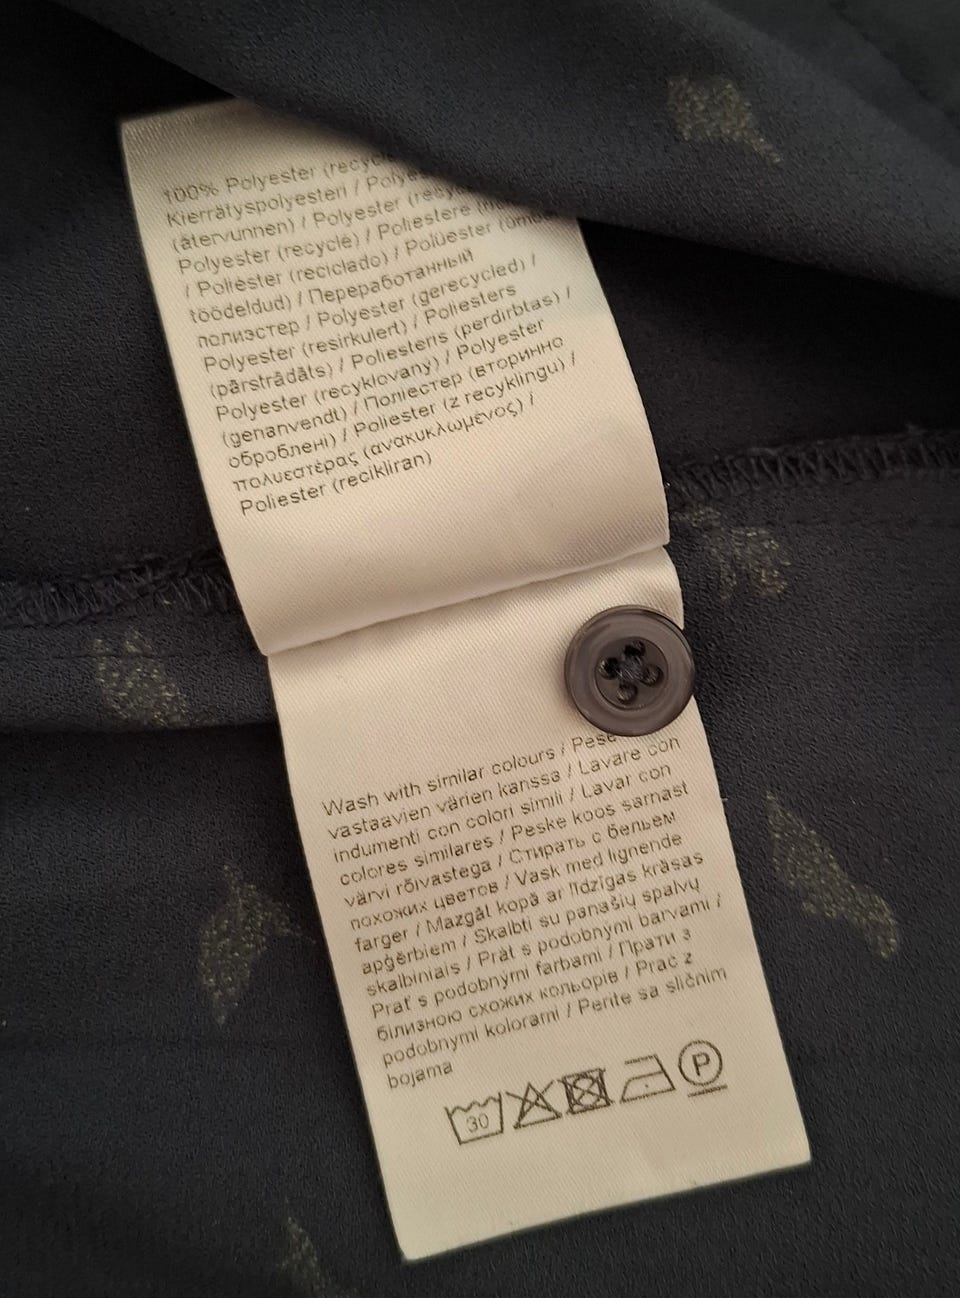 100% Polyester (recycle
Kierrätyspolyesteri / Polye
(återvunnen) / Polyester (recy
Polyester (recyclé) / Poliestere (
/ Poliéster (reciclado) / Polüester (ümber
töödeldud) / Переработанный
полиэстер / Polyester (gerecycled) /
Polyester (resirkulert) / Poliesters
(pārstrādāts) / Poliesteris (perdirbtas) /
Polyester (recyklovaný) / Polyester
(genanvendt) / Поліестер (вторинно
оброблені) / Poliester (z recyklingu) /
πολυεστέρας (ανακυκλωμένος) /
Poliester (recikliran)
Wash with similar colours / Pese
vastaavien värien kanssa / Lavare con
indumenti con colori simili / Lavar con
colores similares / Peske koos sarnast
värvi rõivastega / Стирать с бельем
похожих цветов / Vask med lignende
farger / Mazgāt kopā ar līdzīgas krāsas
apģērbiem / Skalbti su panašių spalvų
skalbiniais / Prát s podobnými barvami /
Prať s podobnými farbami / Прати з
білизною схожих кольорів / Prać z
podobnymi kolorami / Perite sa sličnim
bojama
30 P